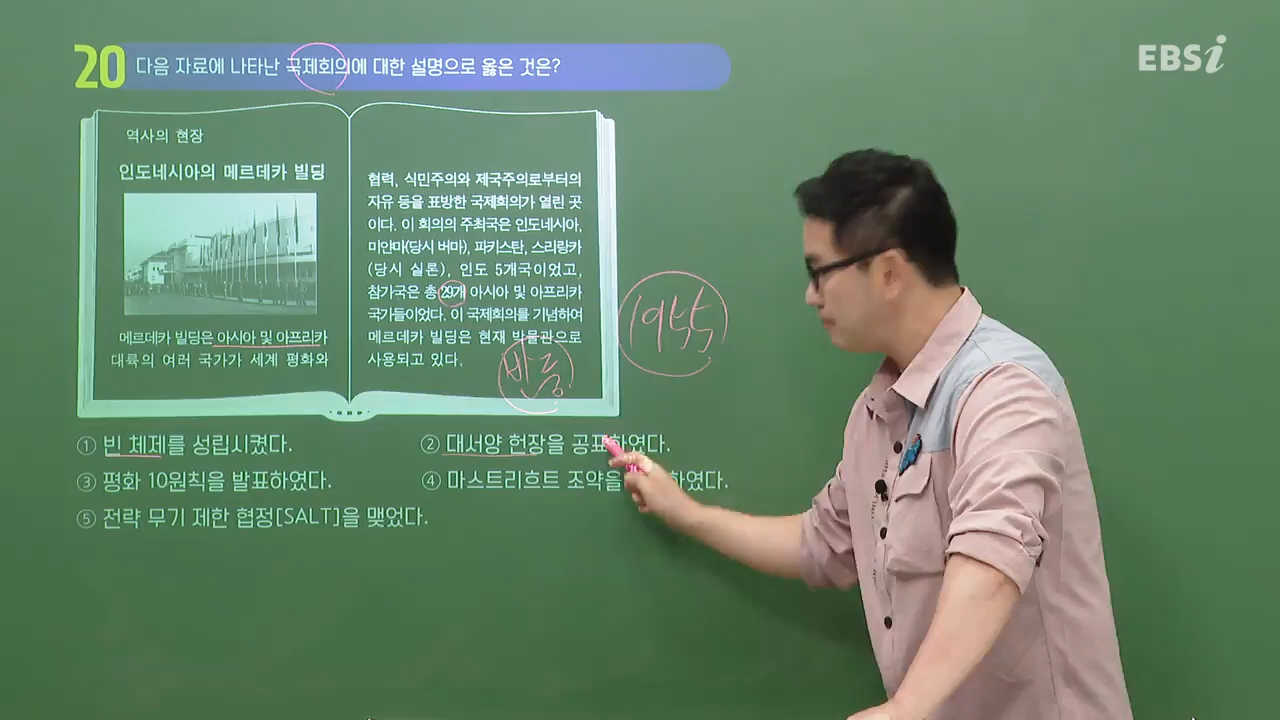 20 다음 자료에 나타난 국제회의에 대한 설명으로 옳은 것은?
EBSi
역사의 현장
인도네시아의 메르데카 빌딩
메르데카 빌딩은 아시아 및 아프리카
대륙의 여러 국가가 세계 평화와
협력, 식민주의와 제국주의로부터의
자유 등을 표방한 국제회의가 열린 곳
이다. 이 회의의 주최국은 인도네시아,
미얀마(당시 버마), 파키스탄, 스리랑카
(당시 실론), 인도 5개국이었고,
참가국은 총 29개 아시아 및 아프리카
국가들이었다. 이 국제회의를 기념하여
메르데카 빌딩은 현재 박물관으로
사용되고 있다.
반둥
① 빈 체제를 성립시켰다.
② 대서양 헌장을 공표하였다.
③ 평화 10원칙을 발표하였다.
④ 마스트리흐트 조약을 하였다.
⑤ 전략 무기 제한 협정[SALT]을 맺었다.